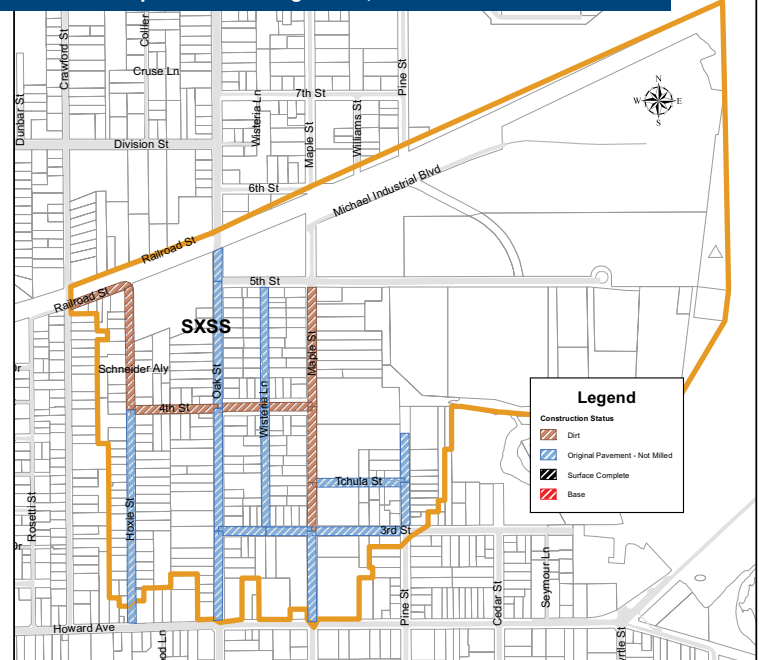 Crawford St
Collier
Cruse Ln
Dunbar St
7th St
Pine St
Wisteria Ln
Maple St
Williams St
Division St
6th St
Michael Industrial Blvd
N
W
E
S
Railroad St
5th St
Railroad St
SXSS
Maple St
Schneider Aly
Oak St
4th St
Wisteria Ln
Legend
Construction Status
Dirt
Original Pavement - Not Milled
Surface Complete
Base
Tchula St
Rosetti St
Hoxie St
3rd St
Seymour Ln
Pine St
Cedar St
Howard Ave